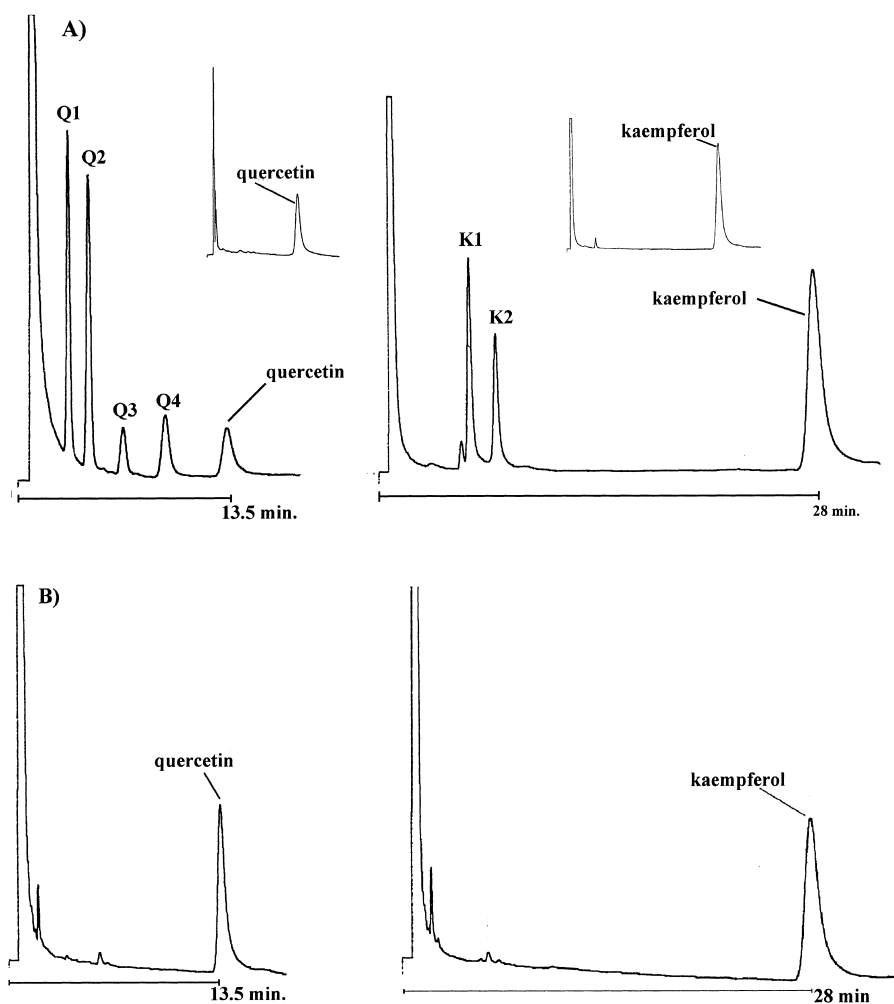 A)
Q1
Q2
quercetin
Q3
Q4
quercetin
13.5 min.
kaempferol
K1
K2
kaempferol
28 min.
B)
quercetin
13.5 min.
kaempferol
28 min